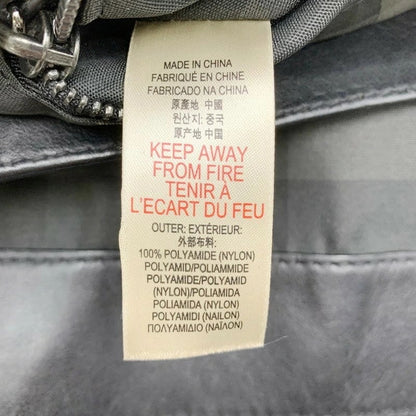 MADE IN CHINA
FABRIQUÉ EN CHINE
FABRICADO NA CHINA
原產地 中國
원산지: 중국
原产地 中国
KEEP AWAY
FROM FIRE
TENIR À
L'ECART DU FEU
OUTER: EXTÉRIEUR:
外部布料:
100% POLYAMIDE (NYLON)
POLYAMID/POLIAMMIDE
POLYAMIDE/POLYAMID
(NYLON)/POLIAMIDA
POLIAMIDA (NYLON)
POLYAMIDI (NAILON)
ΠΟΛΥΑΜΙΔΙΟ (ΝΑΪΛΟΝ)